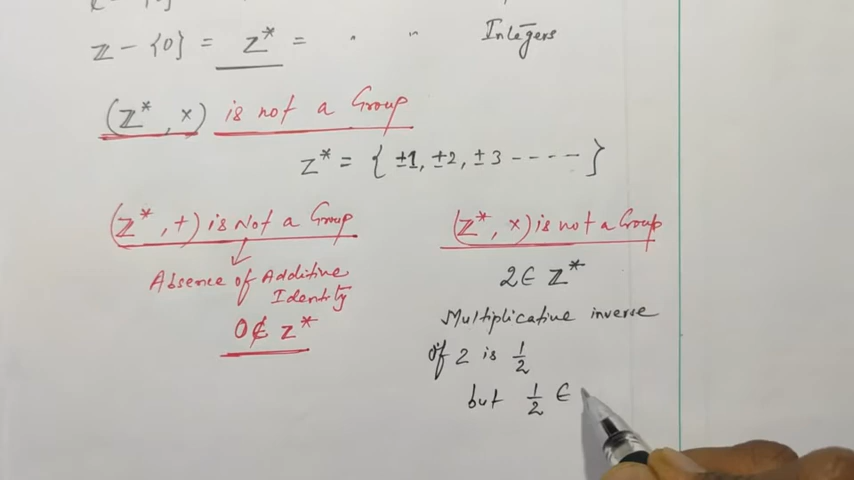 Z - {0} = Z* = " " Integers
(Z*, ×) is not a Group
Z* = { ±1, ±2, ±3 ---- }
(Z*, +) is Not a Group
Absence of Additive
Identity
0∉ Z*
(Z*, ×) is not a Group
2∈ Z*
Multiplicative inverse
of 2 is 1/2
but 1/2 ∈